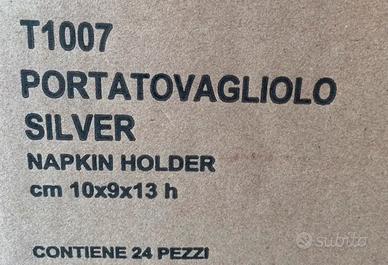 T1007
PORTATOVAGLIOLO
SILVER
NAPKIN HOLDER
cm 10x9x13 h
CONTIENE 24 PEZZI
subito